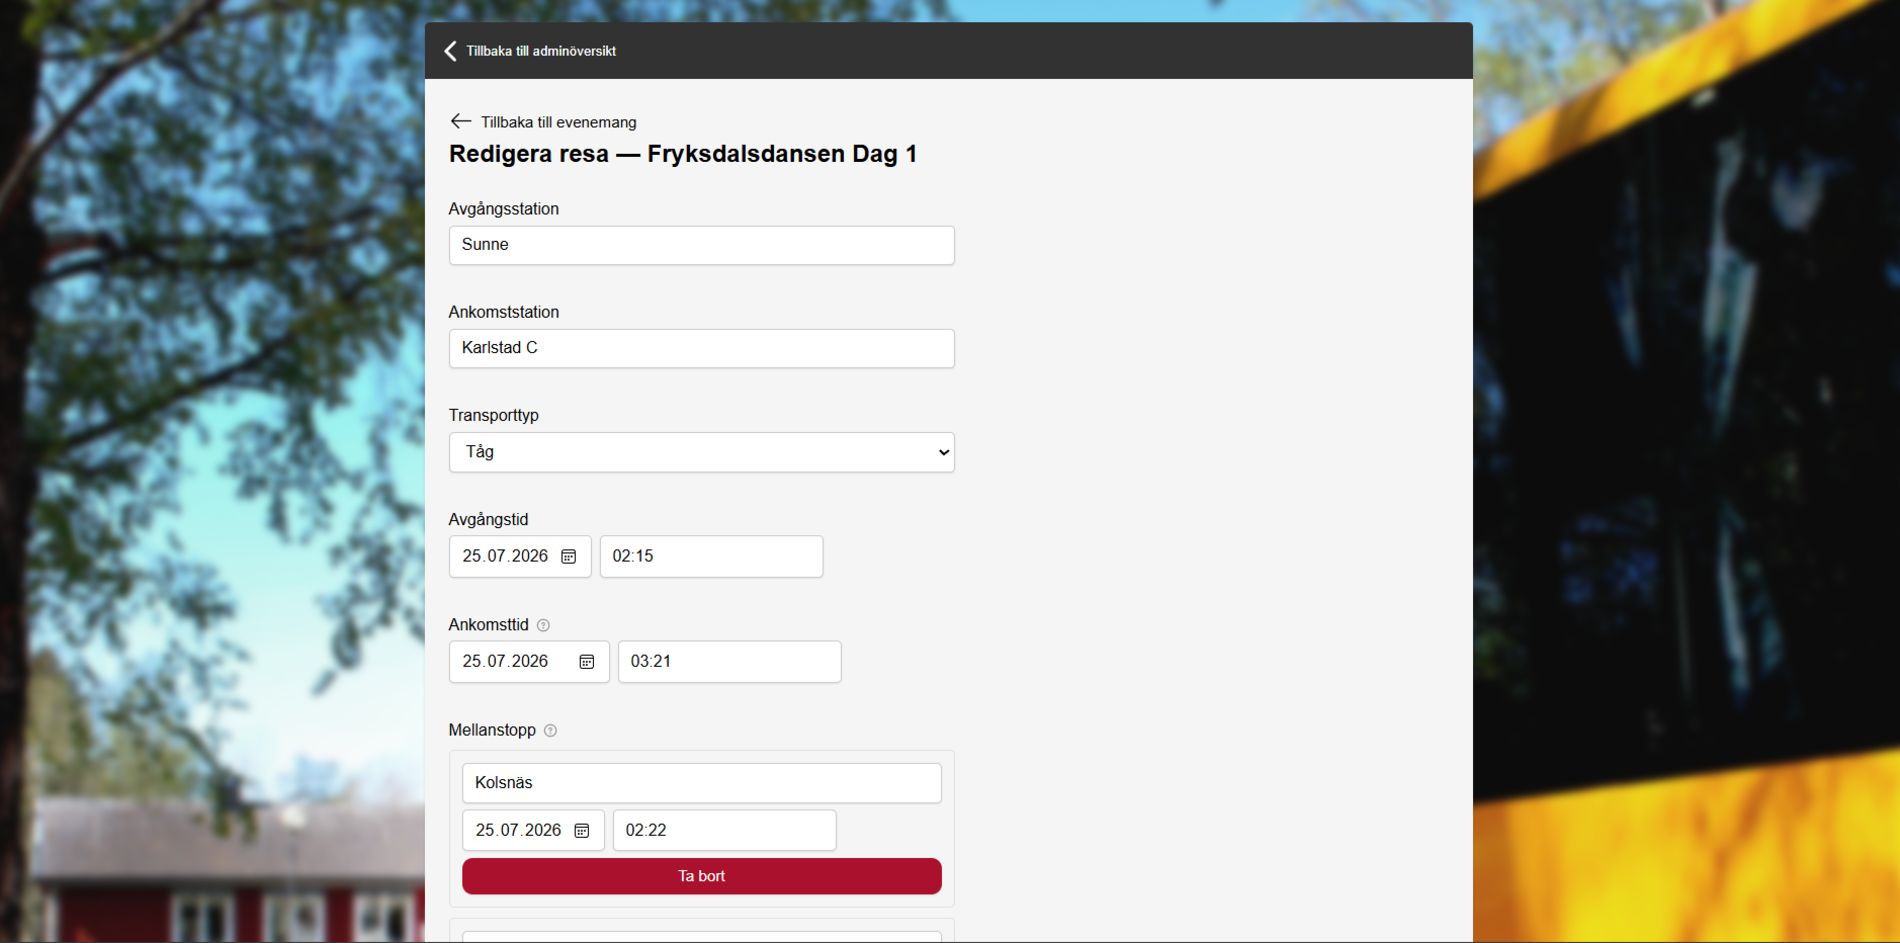 Tillbaka till adminöversikt
Tillbaka till evenemang
Redigera resa — Fryksdalsdansen Dag 1
Avgångsstation
Sunne
Ankomststation
Karlstad C
Transporttyp
Tåg
Avgångstid
25.07.2026 02:15
Ankomsttid ?
25.07.2026 03:21
Mellanstopp ?
Kolsnäs
25.07.2026 02:22
Ta bort